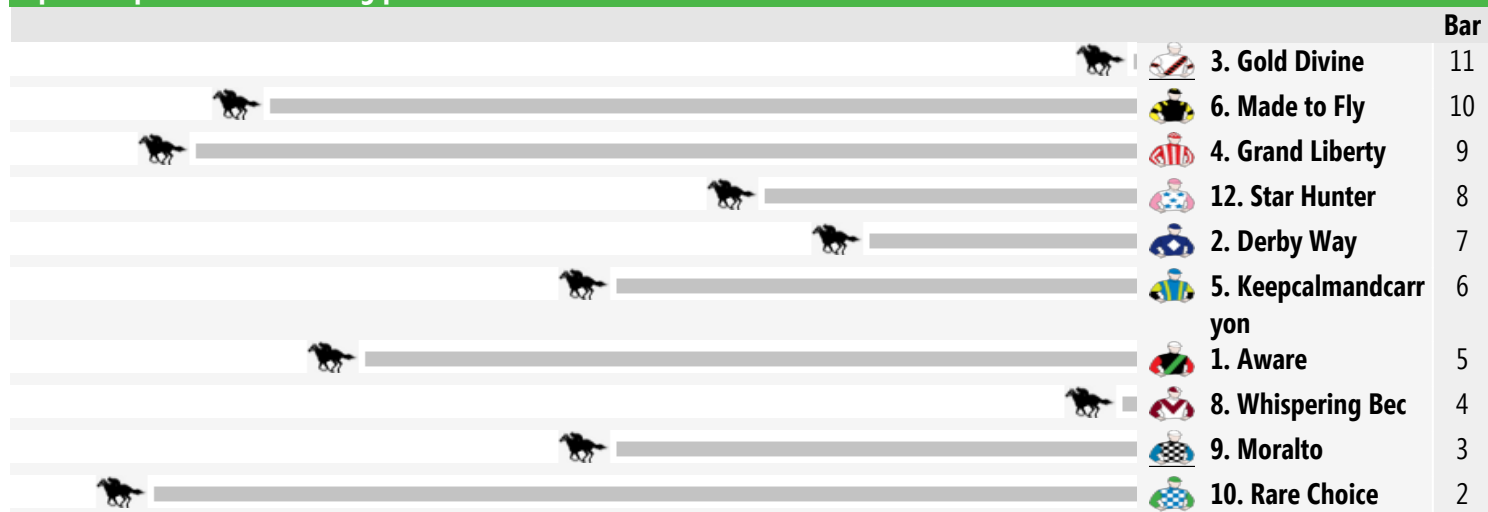 Bar
3. Gold Divine 11
6. Made to Fly 10
4. Grand Liberty 9
12. Star Hunter 8
2. Derby Way 7
5. Keepcalmandcarr 6
yon
1. Aware 5
8. Whispering Bec 4
9. Moralto 3
10. Rare Choice 2